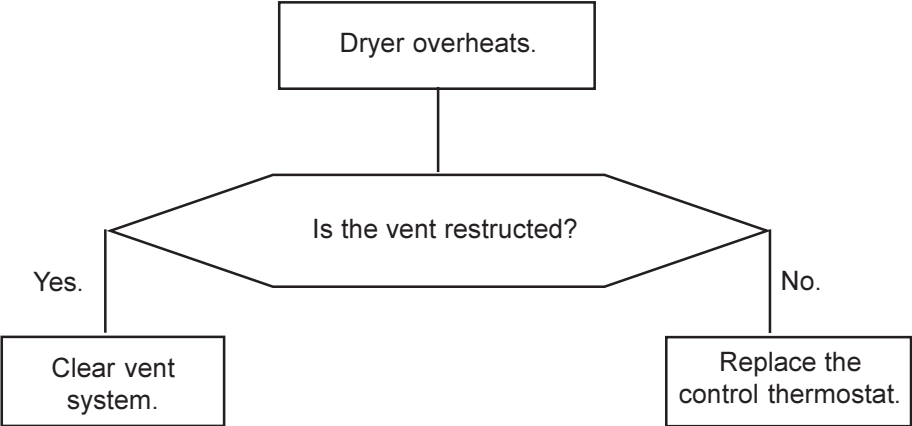 Dryer overheats.
Is the vent restructed?
Yes.
No.
Clear vent
system.
Replace the
control thermostat.